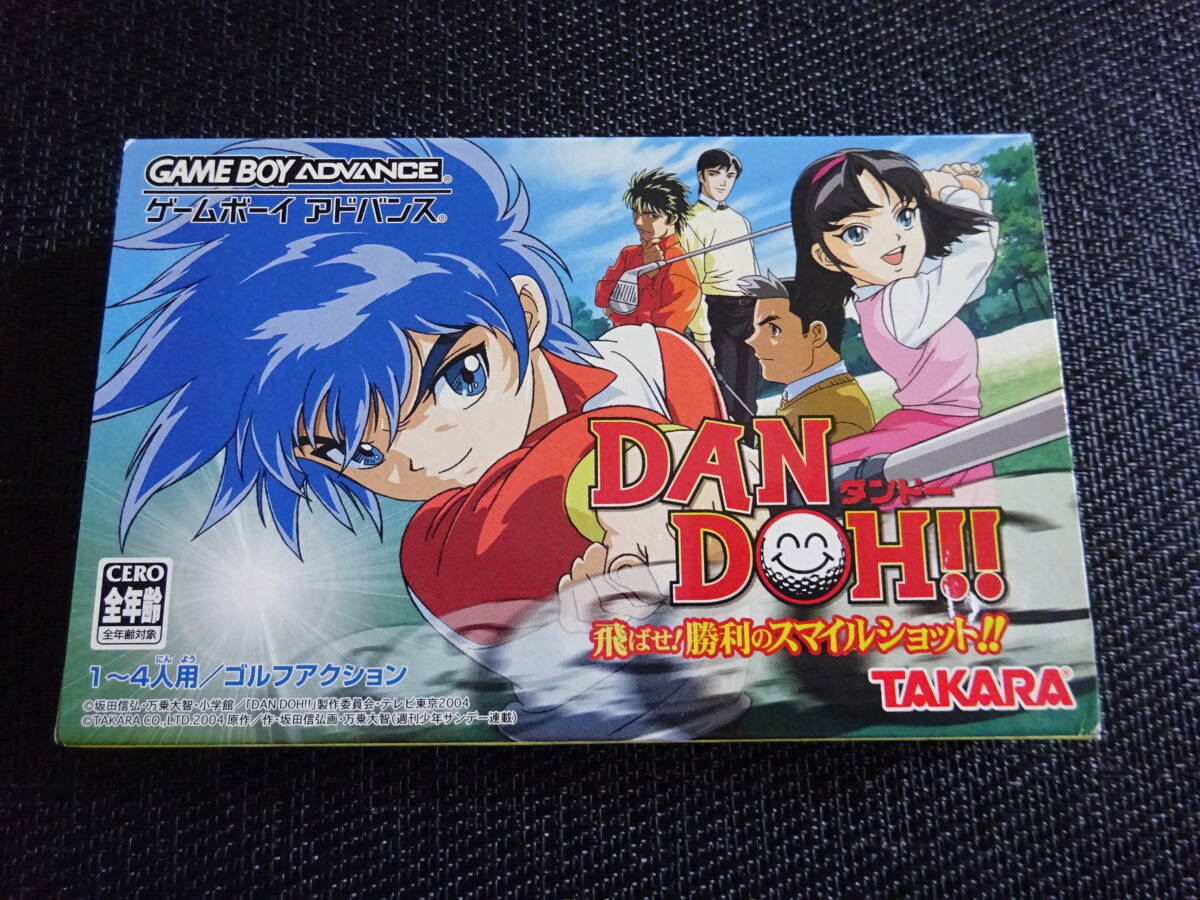 GAME BOY ADVANCE®
ゲームボーイ アドバンス®
DAN
ダンドー
DOH!!
飛ばせ!勝利のスマイルショット!!
TAKARA®
CERO
全年齢
全年齢対象
1~4人用/ゴルフアクション
にん よう
©坂田信弘・万乗大智・小学館/「DAN DOH!!」製作委員会・テレビ東京2004
©TAKARA CO.,LTD.2004 原作/作・坂田信弘画・万乗大智(週刊少年サンデー連載)